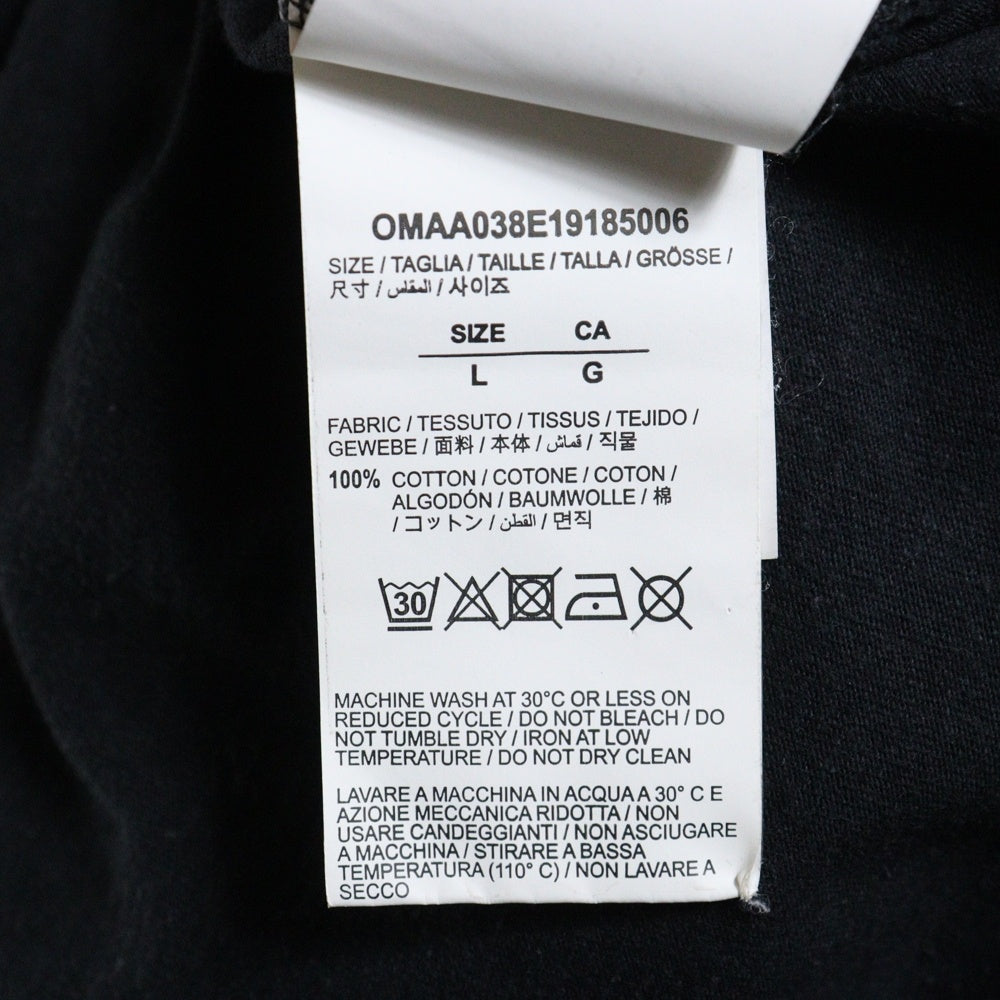 OMAA038E19185006
SIZE / TAGLIA / TAILLE / TALLA / GRÖSSE /
尺寸 / المقاس / 사이즈
SIZE CA
L G
FABRIC / TESSUTO / TISSUS / TEJIDO /
GEWEBE / 面料 / 本体 / قماش / 직물
100% COTTON / COTONE / COTON /
ALGODÓN / BAUMWOLLE / 棉
/ コットン / القطن / 면직
30
MACHINE WASH AT 30°C OR LESS ON
REDUCED CYCLE / DO NOT BLEACH / DO
NOT TUMBLE DRY / IRON AT LOW
TEMPERATURE / DO NOT DRY CLEAN
LAVARE A MACCHINA IN ACQUA A 30° C E
AZIONE MECCANICA RIDOTTA / NON
USARE CANDEGGIANTI / NON ASCIUGARE
A MACCHINA / STIRARE A BASSA
TEMPERATURA (110° C) / NON LAVARE A
SECCO